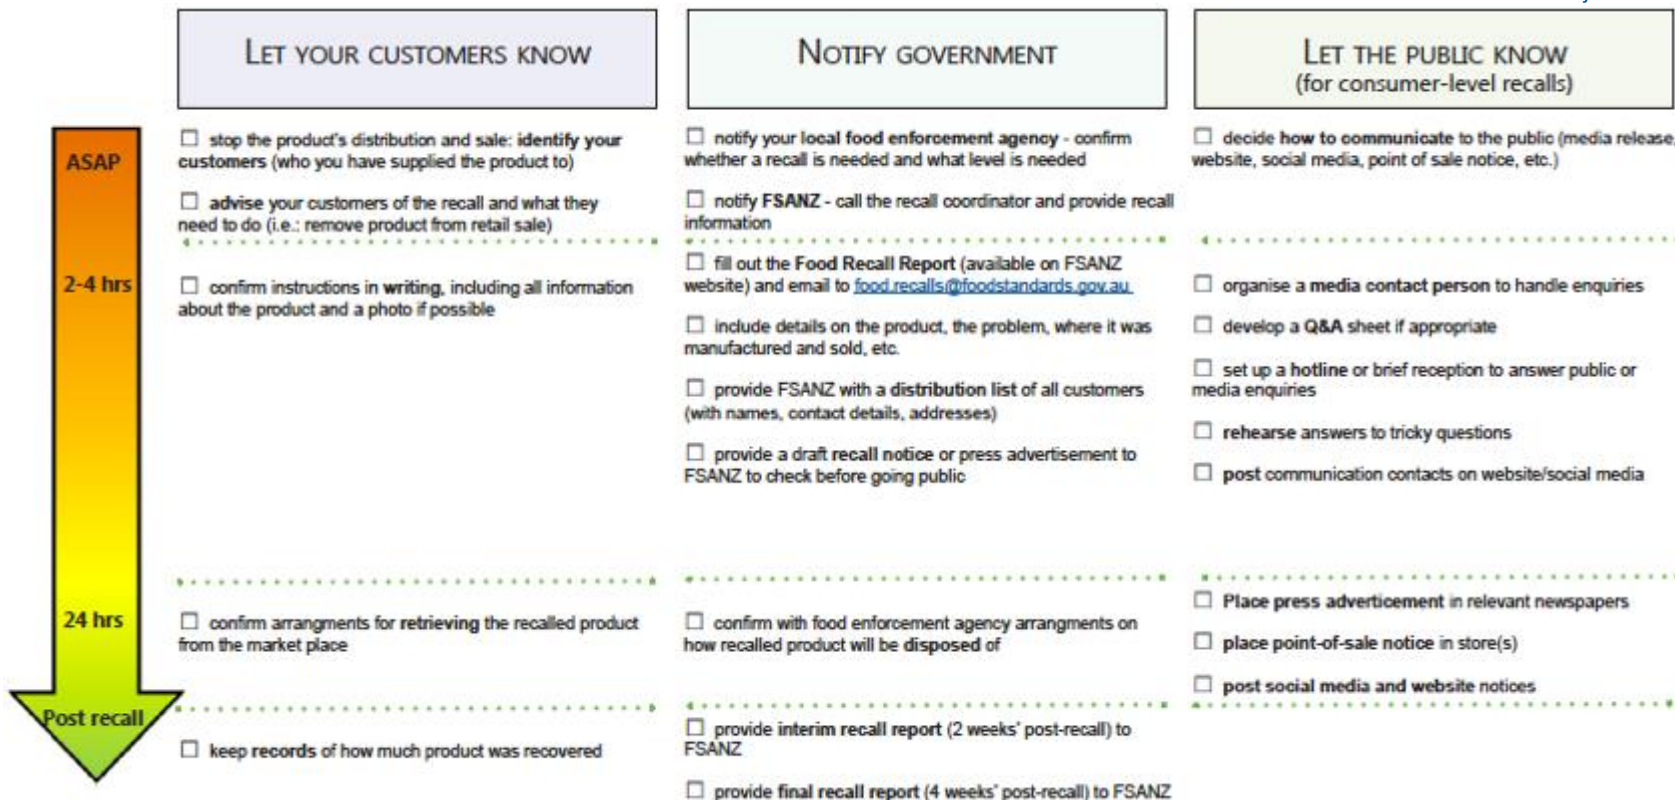 LET YOUR CUSTOMERS KNOW
NOTIFY GOVERNMENT
LET THE PUBLIC KNOW
(for consumer-level recalls)
ASAP
☐ stop the product's distribution and sale: identify your
customers (who you have supplied the product to)
☐ advise your customers of the recall and what they
need to do (i.e.: remove product from retail sale)
☐ notify your local food enforcement agency - confirm
whether a recall is needed and what level is needed
☐ notify FSANZ - call the recall coordinator and provide recall
information
☐ decide how to communicate to the public (media release,
website, social media, point of sale notice, etc.)
2-4 hrs
☐ confirm instructions in writing, including all information
about the product and a photo if possible
☐ fill out the Food Recall Report (available on FSANZ
website) and email to food.recalls@foodstandards.gov.au
☐ include details on the product, the problem, where it was
manufactured and sold, etc.
☐ provide FSANZ with a distribution list of all customers
(with names, contact details, addresses)
☐ provide a draft recall notice or press advertisement to
FSANZ to check before going public
☐ organise a media contact person to handle enquiries
☐ develop a Q&A sheet if appropriate
☐ set up a hotline or brief reception to answer public or
media enquiries
☐ rehearse answers to tricky questions
☐ post communication contacts on website/social media
24 hrs
☐ confirm arrangments for retrieving the recalled product
from the market place
☐ confirm with food enforcement agency arrangments on
how recalled product will be disposed of
☐ Place press adverticement in relevant newspapers
☐ place point-of-sale notice in store(s)
☐ post social media and website notices
Post recall
☐ keep records of how much product was recovered
☐ provide interim recall report (2 weeks' post-recall) to
FSANZ
☐ provide final recall report (4 weeks' post-recall) to FSANZ